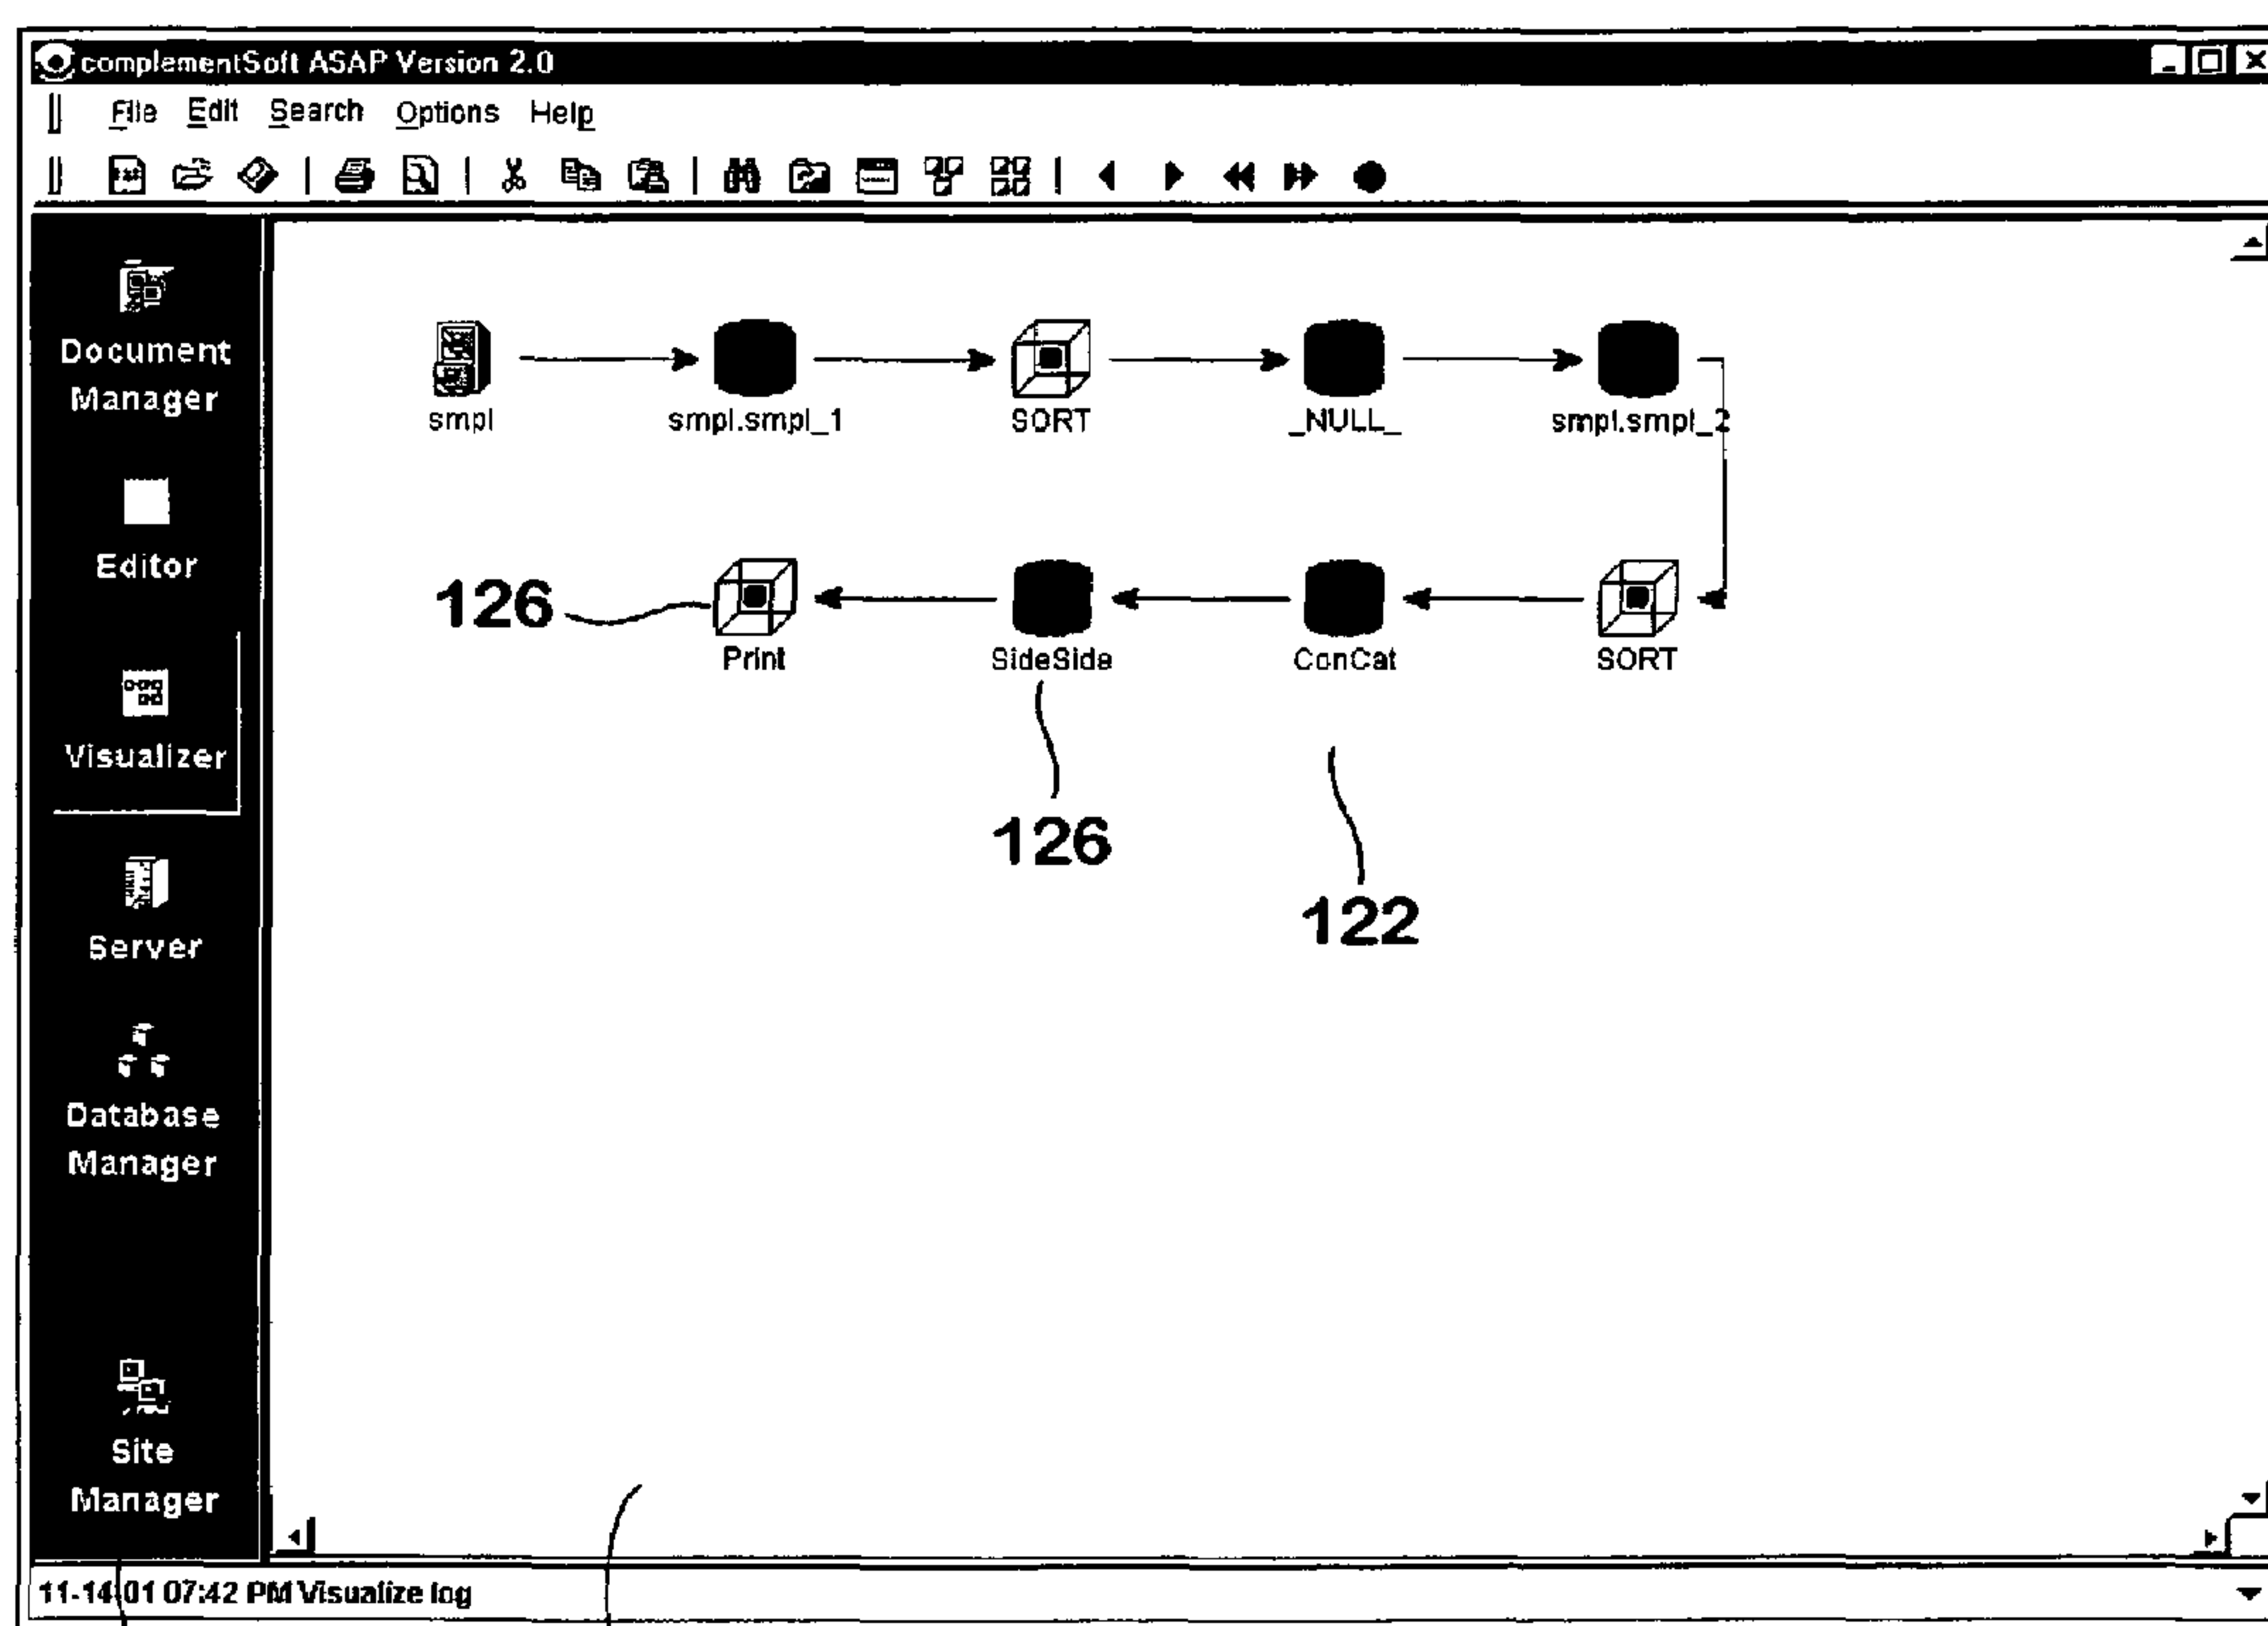 complementSoft ASAP Version 2.0
File Edit Search Options Help
Document
Manager
Editor
Visualizer
Server
Database
Manager
Site
Manager
smpl
smpl.smpl_1
SORT
_NULL_
smpl.smpl_2
126
Print
SideSide
ConCat
SORT
126
122
11-14-01 07:42 PM Visualize log